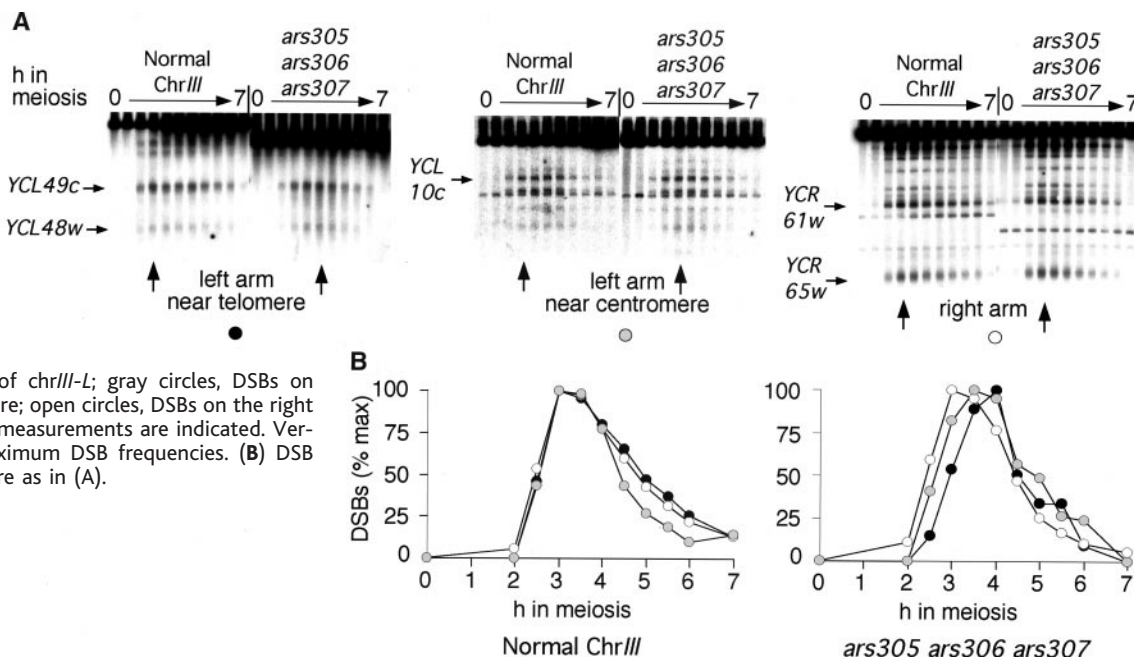 A
h in
meiosis
Normal
ChrIII
0 7
ars305
ars306
ars307
0 7
YCL49c
YCL48w
left arm
near telomere
Normal
ChrIII
0 7
ars305
ars306
ars307
0 7
YCL
10c
left arm
near centromere
Normal
ChrIII
0 7
ars305
ars306
ars307
0 7
YCR
61w
YCR
65w
right arm
of chrIII-L; gray circles, DSBs on
re; open circles, DSBs on the right
measurements are indicated. Ver-
ximum DSB frequencies. (B) DSB
re as in (A).
B
DSBs (% max)
100
75
50
25
0
0 1 2 3 4 5 6 7
h in meiosis
Normal ChrIII
100
75
50
25
0
0 1 2 3 4 5 6 7
h in meiosis
ars305 ars306 ars307